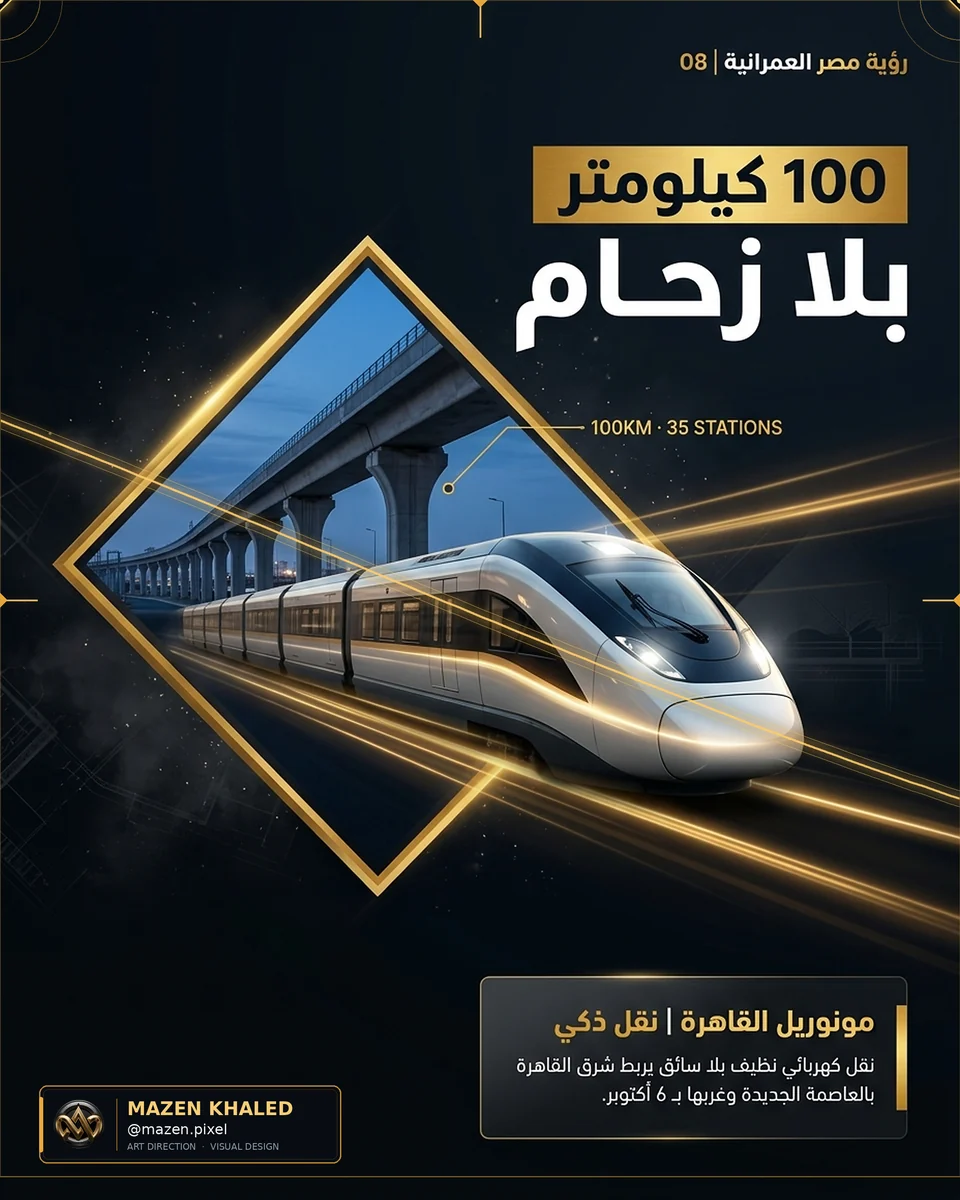 رؤية مصر العمرانية | 08
100 كيلومتر
بلا زحام
100KM · 35 STATIONS
مونوريل القاهرة | نقل ذكي
نقل كهربائي نظيف بلا سائق يربط شرق القاهرة
بالعاصمة الجديدة وغربها بـ 6 أكتوبر.
MAZEN KHALED
@mazen.pixel
ART DIRECTION · VISUAL DESIGN